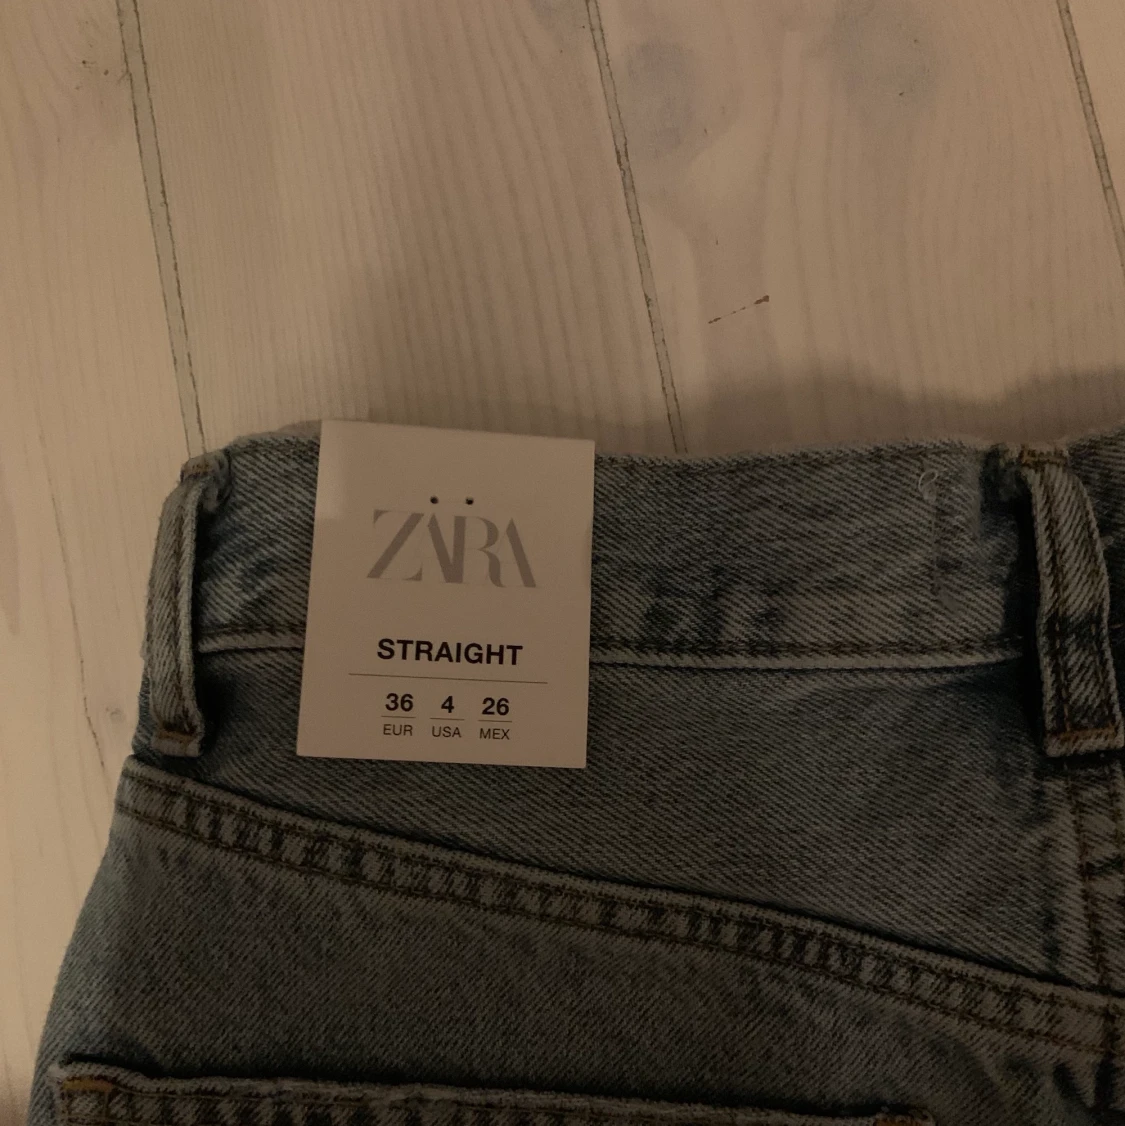 ZARA
STRAIGHT
36 4 26
EUR USA MEX